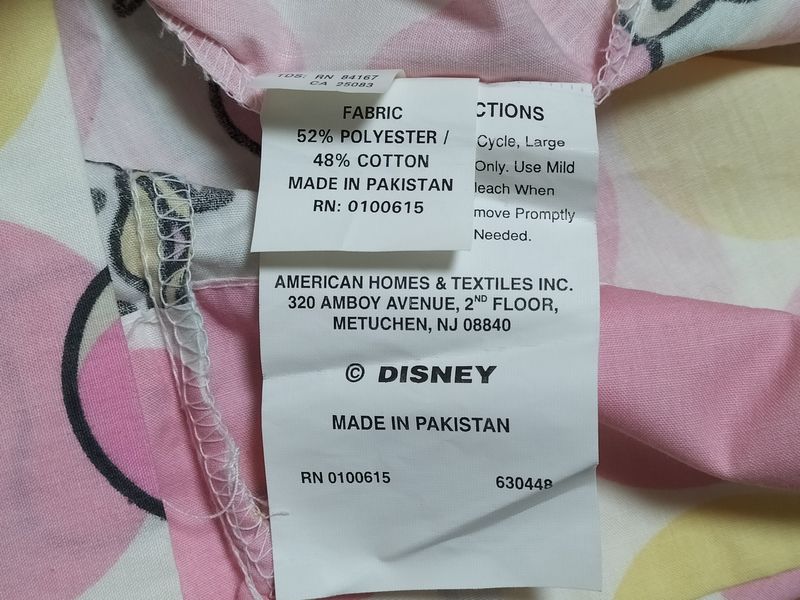 TDS: RN 84167
CA 25083
FABRIC
52% POLYESTER /
48% COTTON
MADE IN PAKISTAN
RN: 0100615
CTIONS
Cycle, Large
Only. Use Mild
leach When
move Promptly
Needed.
AMERICAN HOMES & TEXTILES INC.
320 AMBOY AVENUE, 2ND FLOOR,
METUCHEN, NJ 08840
© DISNEY
MADE IN PAKISTAN
RN 0100615
630448